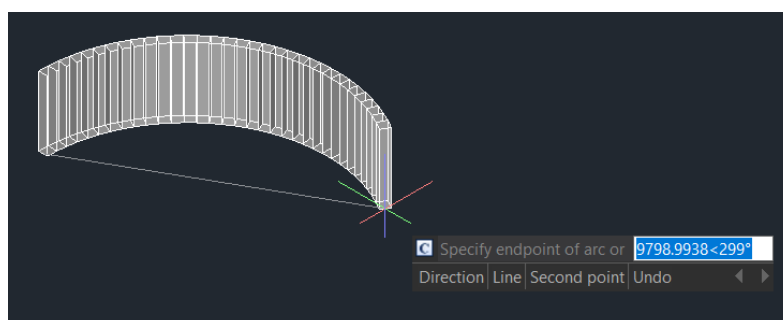 C Specify endpoint of arc or 9798.9938<299°
Direction Line Second point Undo